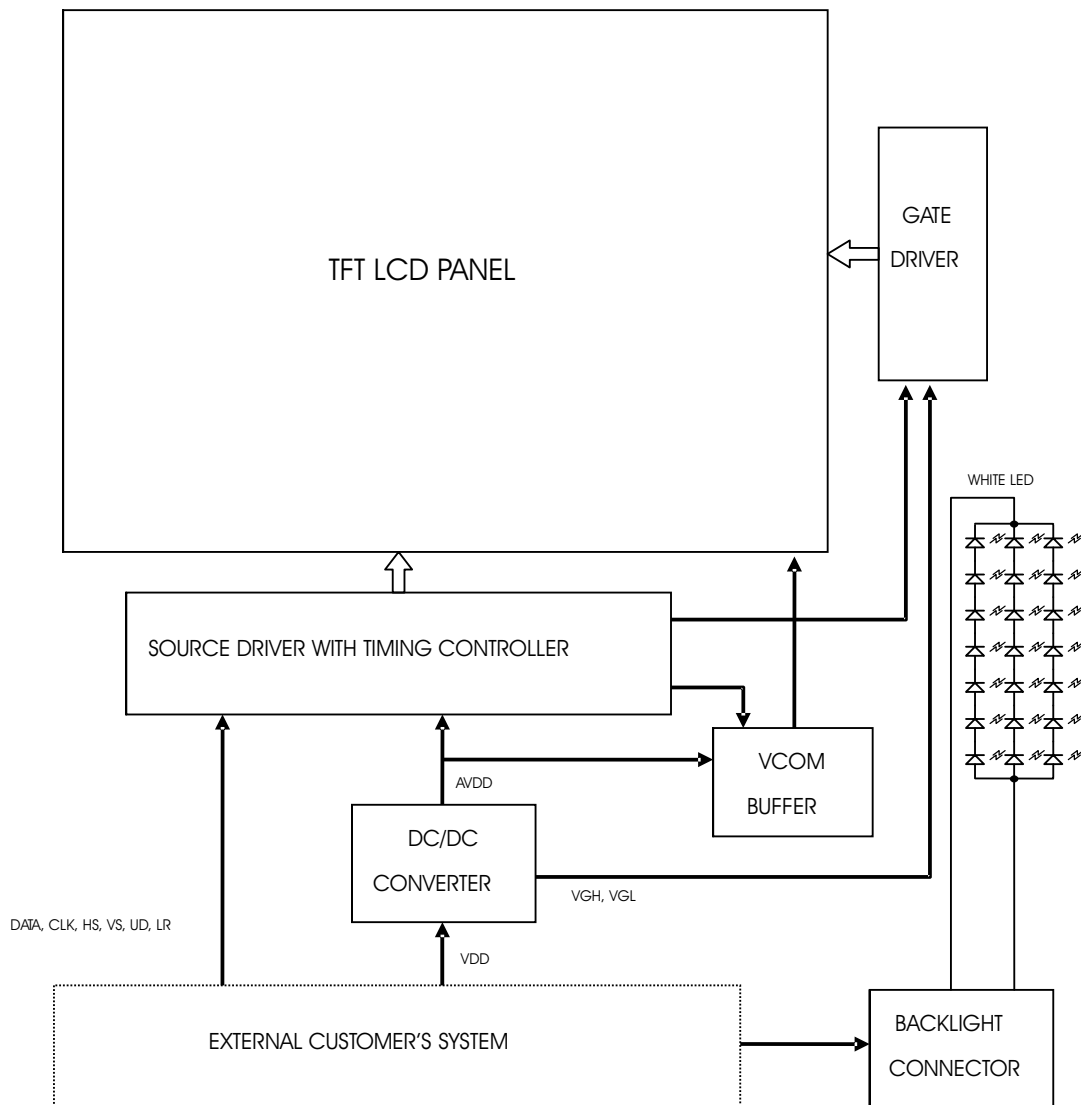 GATE
DRIVER
TFT LCD PANEL
WHITE LED
SOURCE DRIVER WITH TIMING CONTROLLER
VCOM
BUFFER
AVDD
DC/DC
CONVERTER
VGH, VGL
DATA, CLK, HS, VS, UD, LR
VDD
EXTERNAL CUSTOMER'S SYSTEM
BACKLIGHT
CONNECTOR